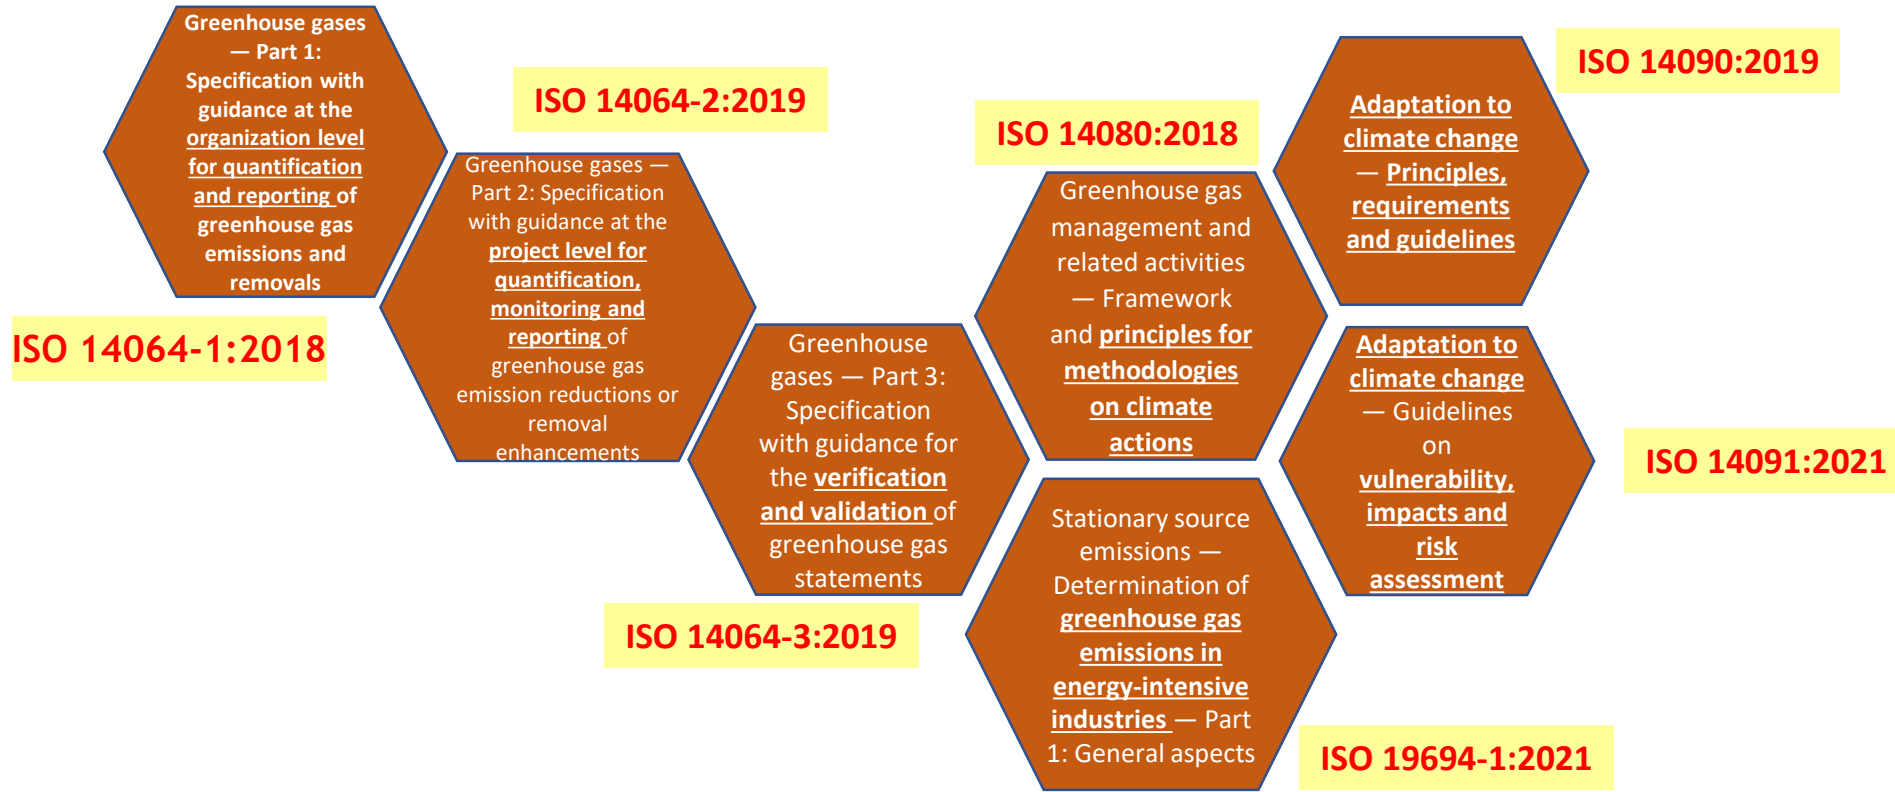 Greenhouse gases
— Part 1:
Specification with
guidance at the
organization level
for quantification
and reporting of
greenhouse gas
emissions and
removals
ISO 14064-1:2018
ISO 14064-2:2019
Greenhouse gases —
Part 2: Specification
with guidance at the
project level for
quantification,
monitoring and
reporting of
greenhouse gas
emission reductions or
removal
enhancements
Greenhouse
gases — Part 3:
Specification
with guidance for
the verification
and validation of
greenhouse gas
statements
ISO 14064-3:2019
ISO 14080:2018
Greenhouse gas
management and
related activities
— Framework
and principles for
methodologies
on climate
actions
Stationary source
emissions —
Determination of
greenhouse gas
emissions in
energy-intensive
industries — Part
1: General aspects
ISO 19694-1:2021
ISO 14090:2019
Adaptation to
climate change
— Principles,
requirements
and guidelines
Adaptation to
climate change
— Guidelines
on
vulnerability,
impacts and
risk
assessment
ISO 14091:2021